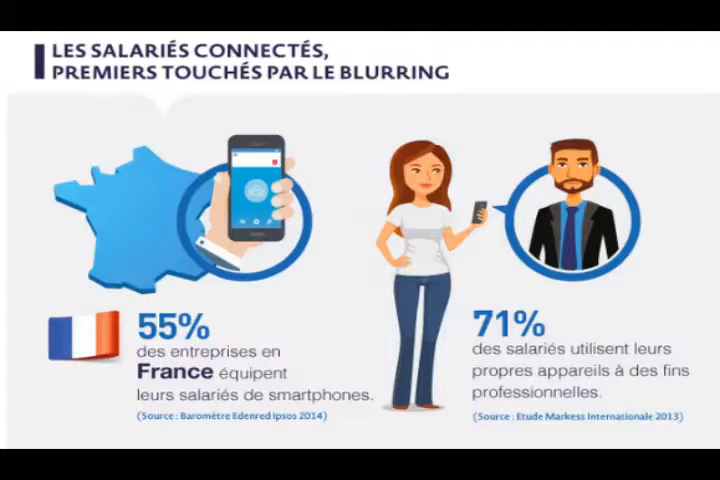 LES SALARIÉS CONNECTÉS,
PREMIERS TOUCHÉS PAR LE BLURRING
55%
des entreprises en
France équipent
leurs salariés de smartphones.
(Source : Baromètre Edenred Ipsos 2014)
71%
des salariés utilisent leurs
propres appareils à des fins
professionnelles.
(Source : Etude Markess Internationale 2013)